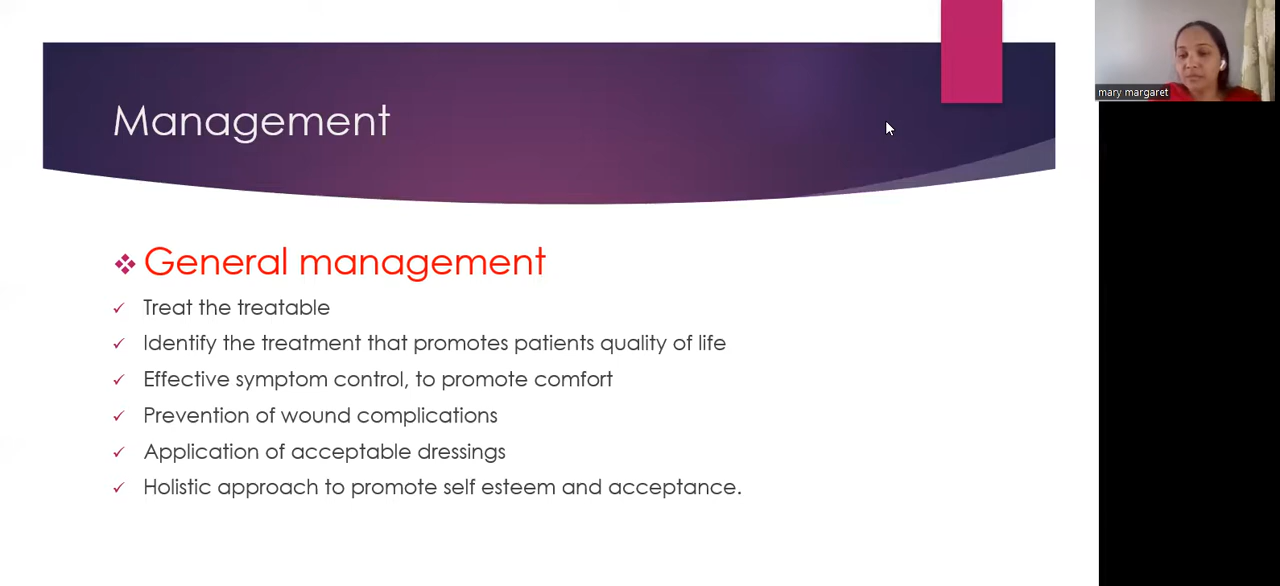 Management
mary margaret
General management
Treat the treatable
Identify the treatment that promotes patients quality of life
Effective symptom control, to promote comfort
Prevention of wound complications
Application of acceptable dressings
Holistic approach to promote self esteem and acceptance.